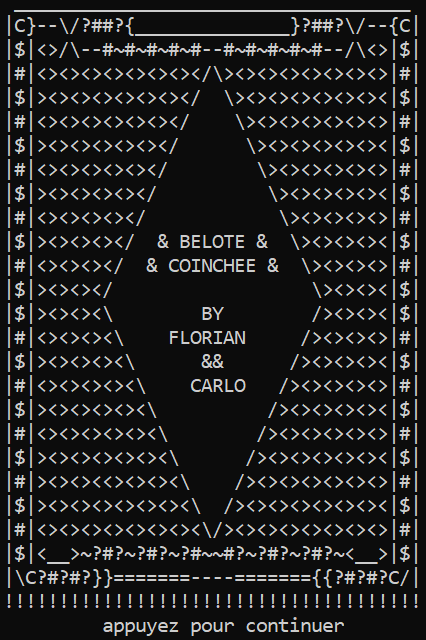 & BELOTE &
& COINCHEE &
BY
FLORIAN
&&
CARLO
appuyez pour continuer